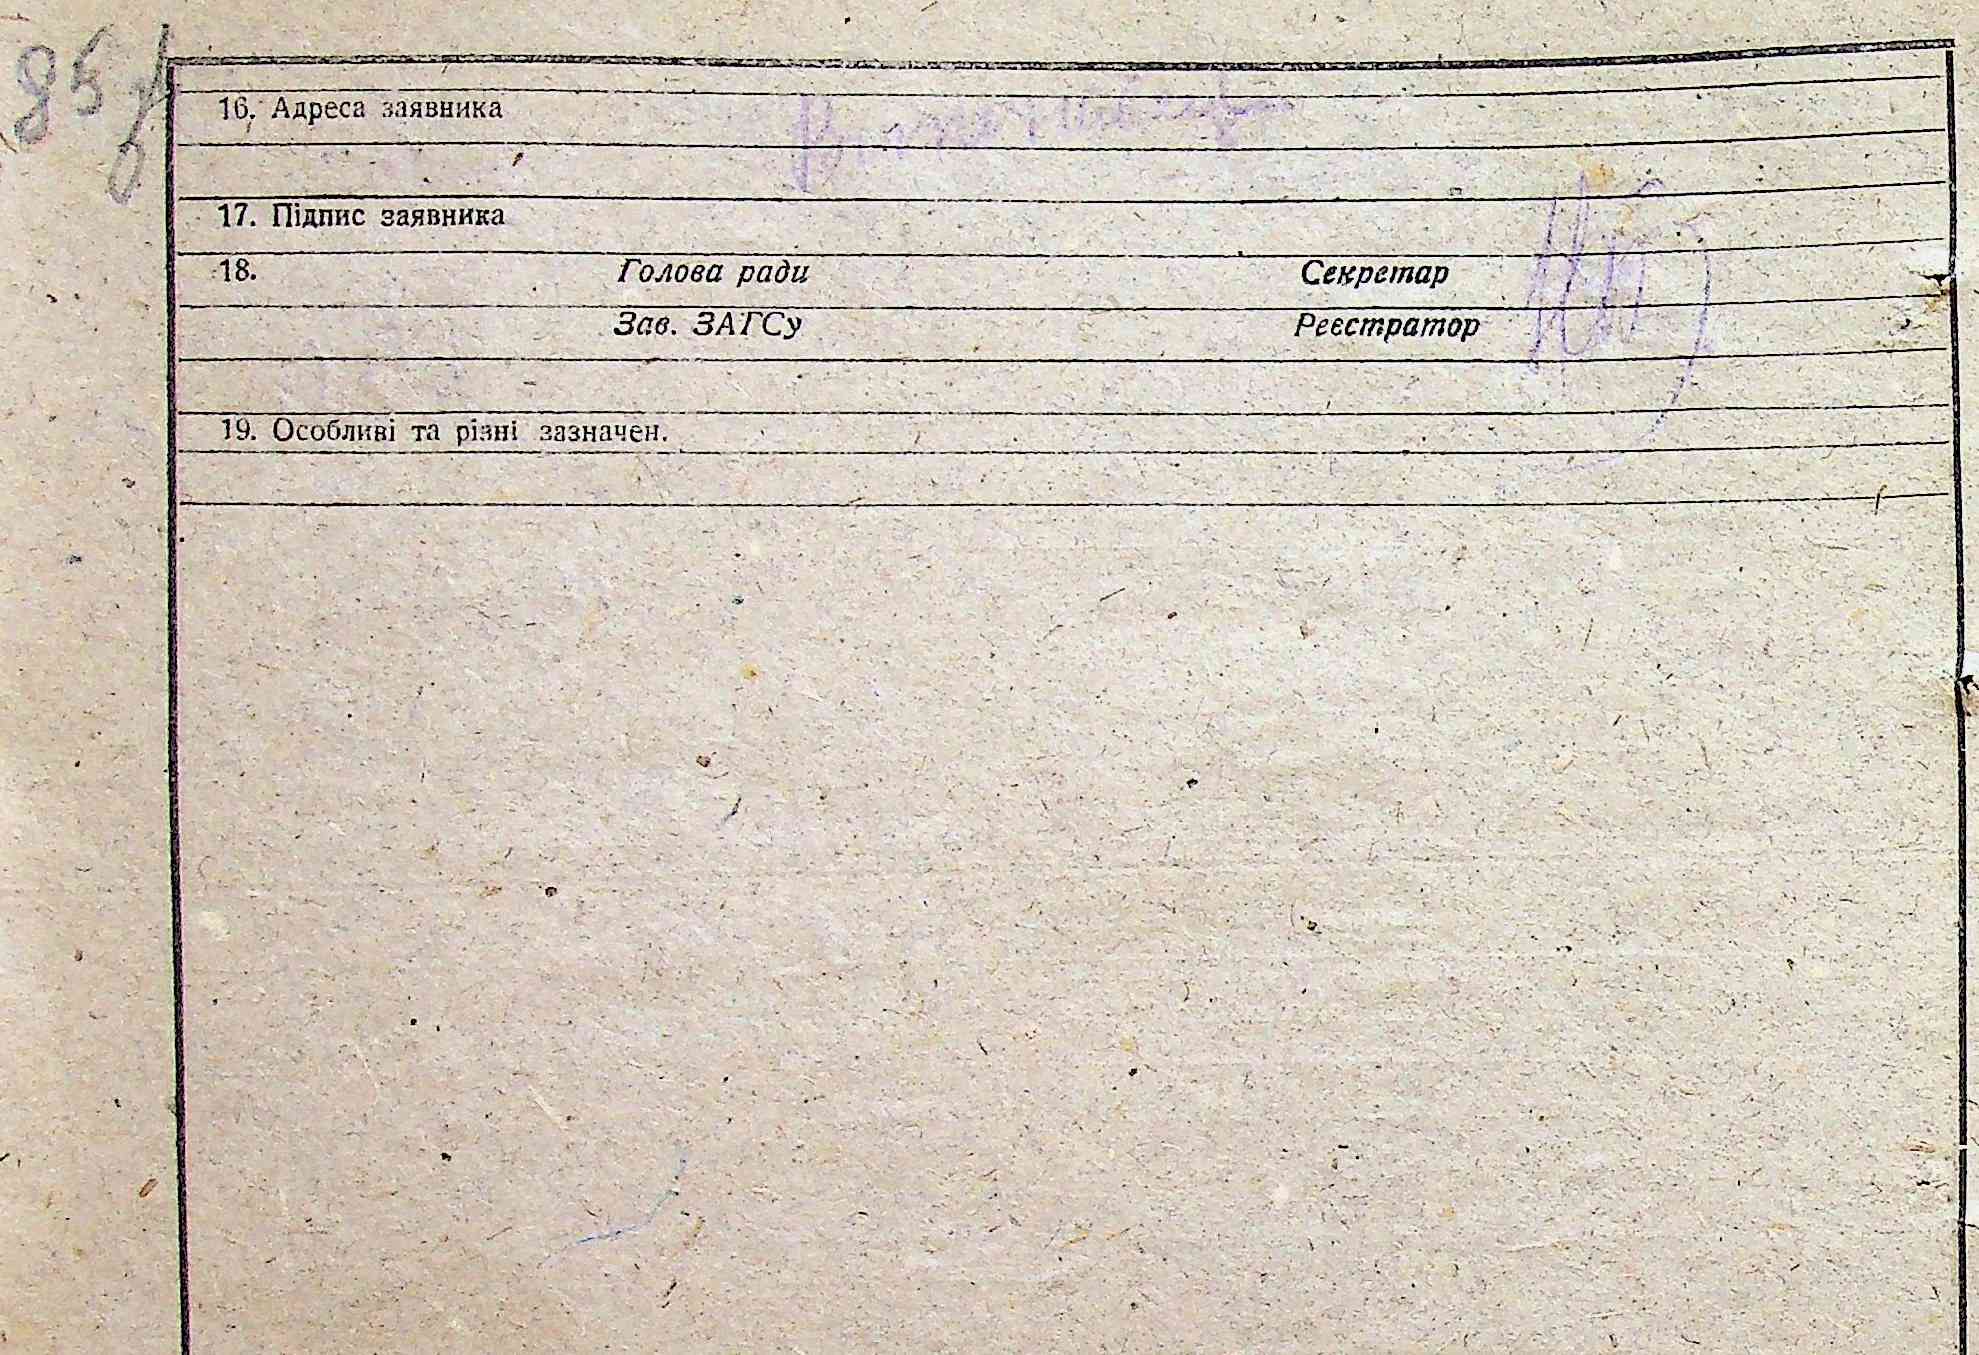 85 зв
16. Адреса заявника
17. Підпис заявника
18. Голова ради Секретар
Зав. ЗАГСу Реєстратор
19. Особливі та різні зазначен.